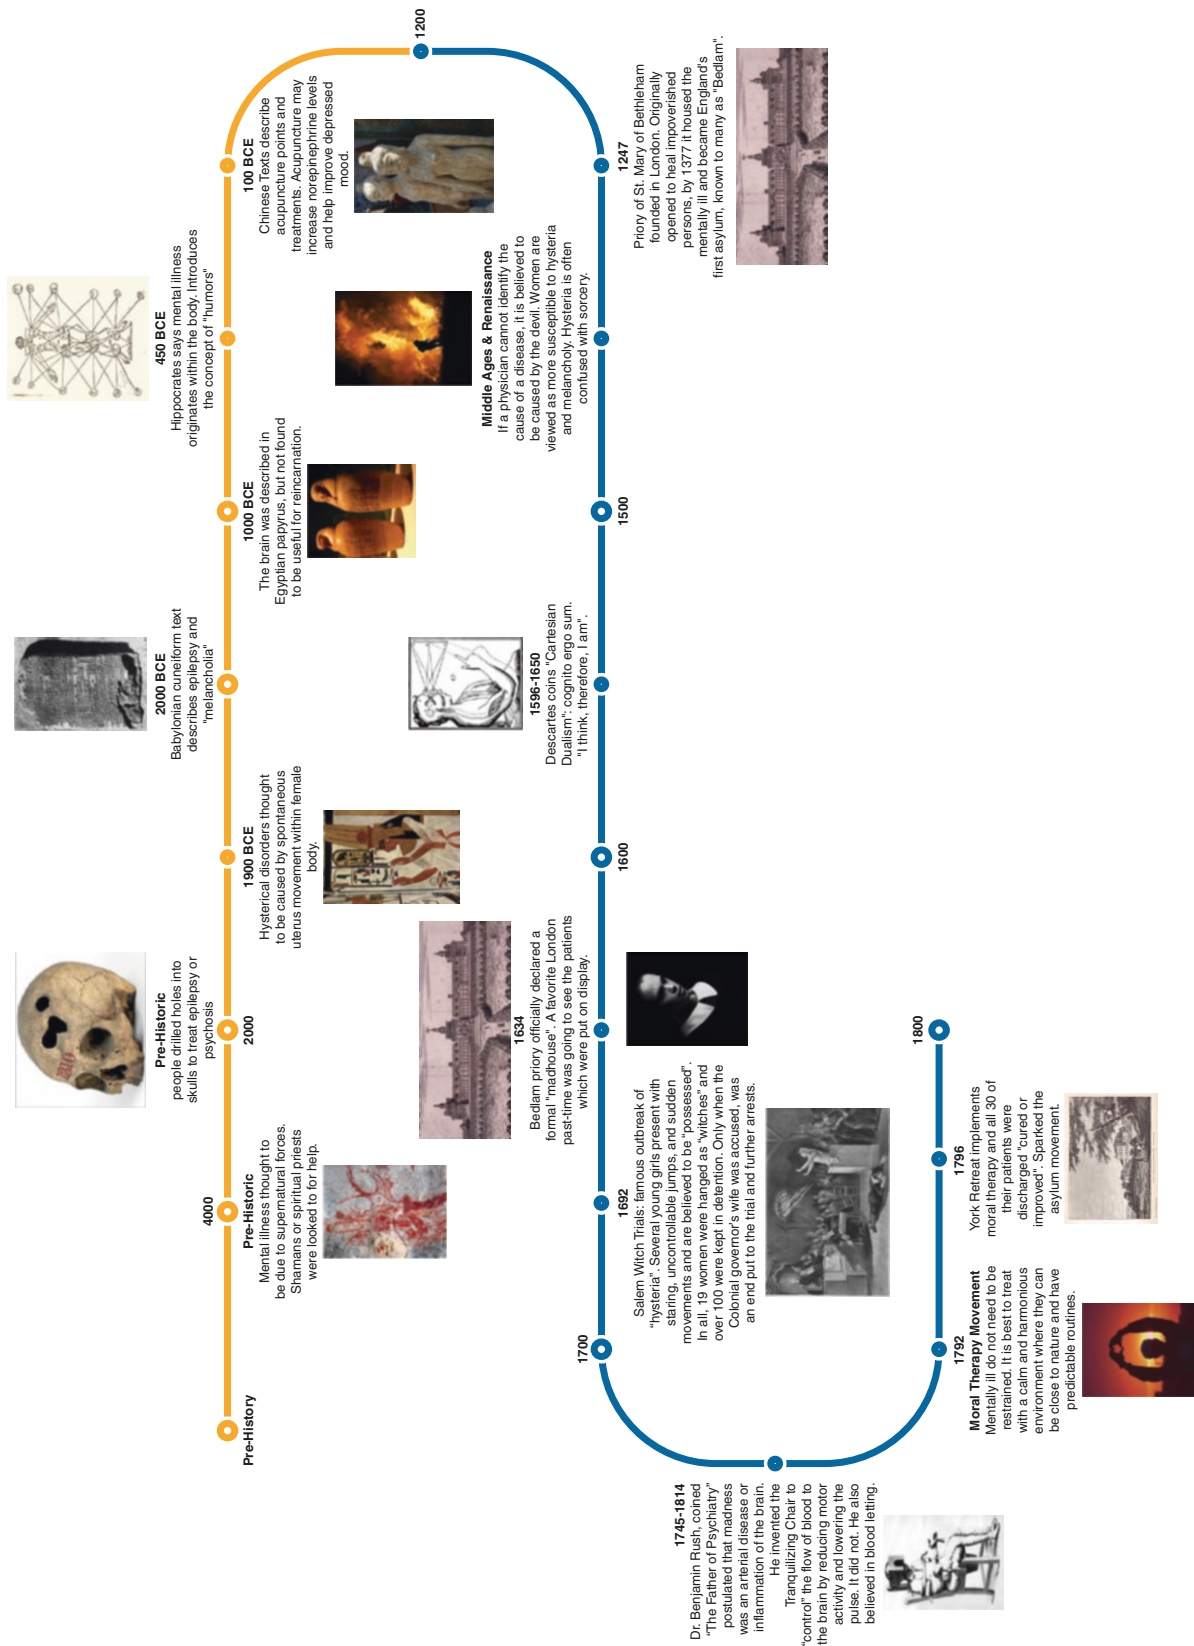 Pre-History
4000
Pre-Historic
Mental illness thought to
be due to supernatural forces.
Shamans or spiritual priests
were looked to for help.
Pre-Historic
people drilled holes into
skulls to treat epilepsy or
psychosis
2000
1900 BCE
Hysterical disorders thought
to be caused by spontaneous
uterus movement within female
body.
2000 BCE
Babylonian cuneiform text
describes epilepsy and
"melancholia"
1000 BCE
The brain was described in
Egyptian papyrus, but not found
to be useful for reincarnation.
450 BCE
Hippocrates says mental illness
originates within the body. Introduces
the concept of "humors"
100 BCE
Chinese Texts describe
acupuncture points and
treatments. Acupuncture may
increase norepinephrine levels
and help improve depressed
mood.
1200
1247
Priory of St. Mary of Bethleham
founded in London. Originally
opened to heal impoverished
persons, by 1377 it housed the
mentally ill and became England's
first asylum, known to many as "Bedlam".
Middle Ages & Renaissance
If a physician cannot identify the
cause of a disease, it is believed to
be caused by the devil. Women are
viewed as more susceptible to hysteria
and melancholy. Hysteria is often
confused with sorcery.
1500
1596-1650
Descartes coins "Cartesian
Dualism": cognito ergo sum.
"I think, therefore, I am".
1600
1634
Bedlam priory officially declared a
formal "madhouse". A favorite London
past-time was going to see the patients
which were put on display.
1692
Salem Witch Trials: famous outbreak of
“hysteria”. Several young girls present with
staring, uncontrollable jumps, and sudden
movements and are believed to be “possessed”.
In all, 19 women were hanged as “witches” and
over 100 were kept in detention. Only when the
Colonial governor’s wife was accused, was
an end put to the trial and further arrests.
1700
1745-1814
Dr. Benjamin Rush, coined
“The Father of Psychiatry”
postulated that madness
was an arterial disease or
inflammation of the brain.
He invented the
Tranquilizing Chair to
“control” the flow of blood to
the brain by reducing motor
activity and lowering the
pulse. It did not. He also
believed in blood letting.
1792
Moral Therapy Movement
Mentally ill do not need to be
restrained. It is best to treat
with a calm and harmonious
environment where they can
be close to nature and have
predictable routines.
1796
York Retreat implements
moral therapy and all 30 of
their patients were
discharged "cured or
improved". Sparked the
asylum movement.
1800